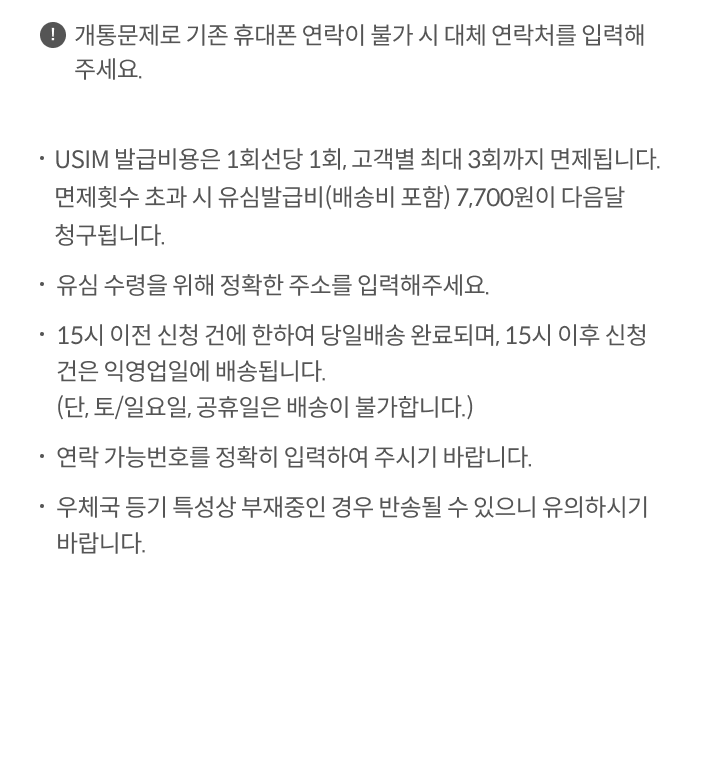 ! 개통문제로 기존 휴대폰 연락이 불가 시 대체 연락처를 입력해
주세요.
· USIM 발급비용은 1회선당 1회, 고객별 최대 3회까지 면제됩니다.
면제횟수 초과 시 유심발급비(배송비 포함) 7,700원이 다음달
청구됩니다.
· 유심 수령을 위해 정확한 주소를 입력해주세요.
· 15시 이전 신청 건에 한하여 당일배송 완료되며, 15시 이후 신청
건은 익영업일에 배송됩니다.
(단, 토/일요일, 공휴일은 배송이 불가합니다.)
· 연락 가능번호를 정확히 입력하여 주시기 바랍니다.
· 우체국 등기 특성상 부재중인 경우 반송될 수 있으니 유의하시기
바랍니다.